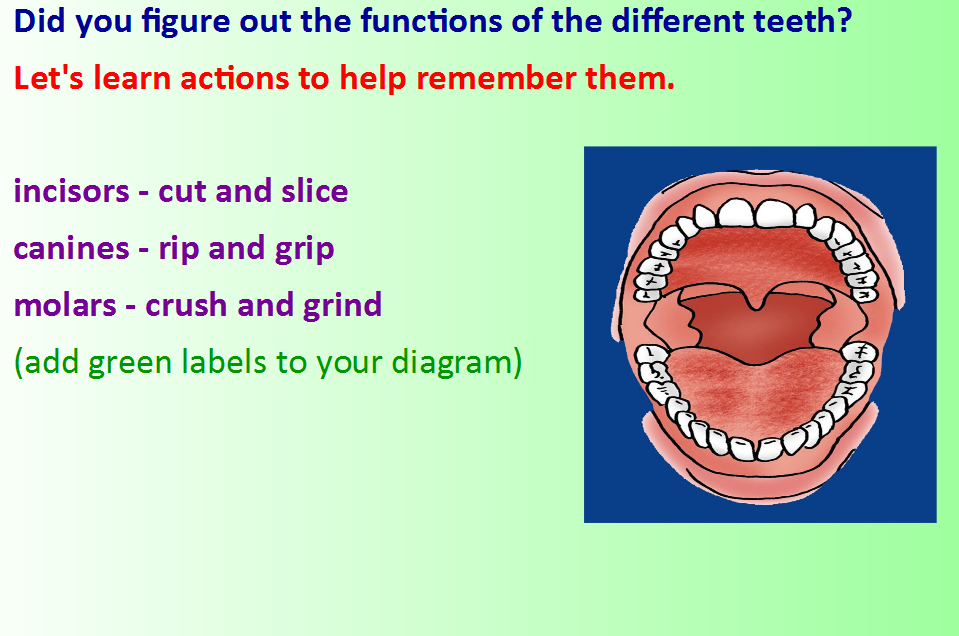 Did you figure out the functions of the different teeth?
Let's learn actions to help remember them.
incisors - cut and slice
canines - rip and grip
molars - crush and grind
(add green labels to your diagram)